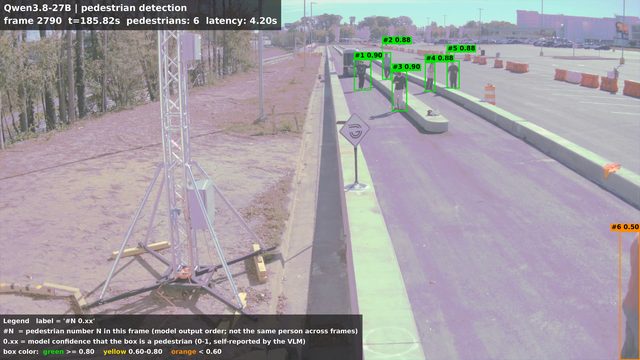 Qwen3.8-27B | pedestrian detection
frame 2790 t=185.82s pedestrians: 6 latency: 4.20s
#2 0.88
#1 0.90
#5 0.88
#4 0.88
#3 0.90
#6 0.50
Legend label = '#N 0.xx'
#N = pedestrian number N in this frame (model output order; not the same person across frames)
0.xx = model confidence that the box is a pedestrian (0-1, self-reported by the VLM)
box color: green >= 0.80 yellow 0.60-0.80 orange < 0.60